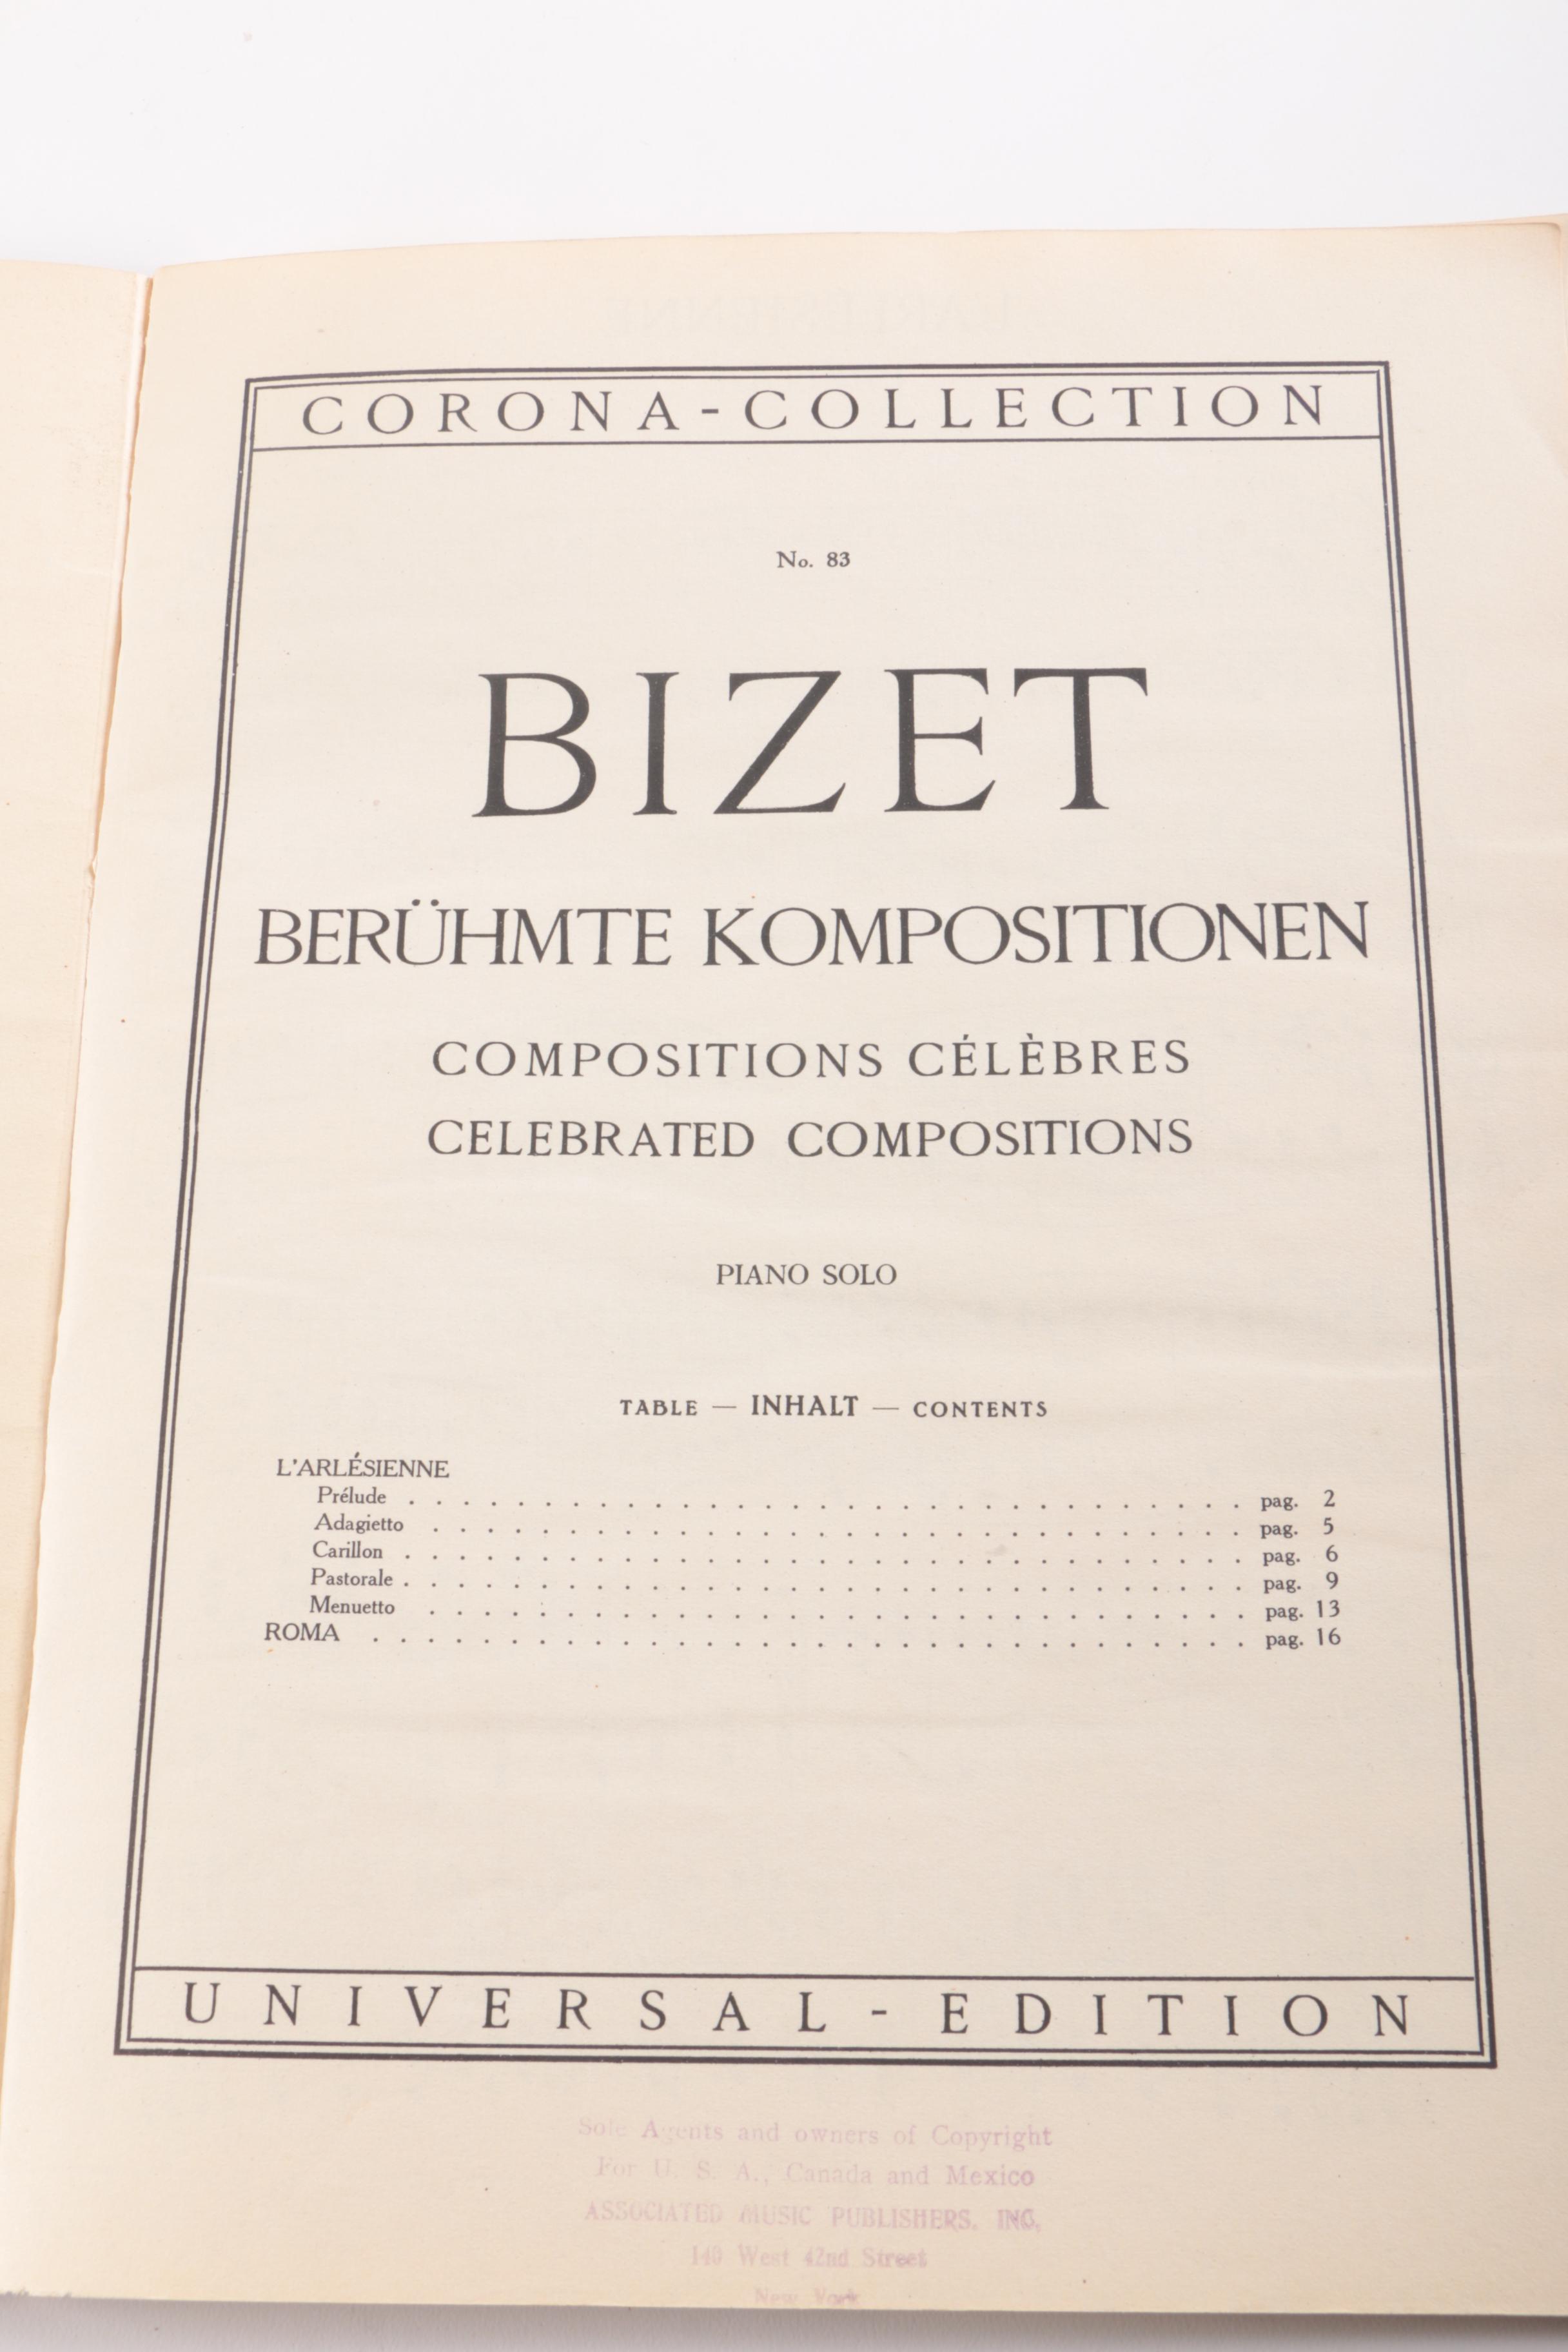 CORONA-COLLECTION
No. 83
BIZET
BERÜHMTE KOMPOSITIONEN
COMPOSITIONS CÉLÈBRES
CELEBRATED COMPOSITIONS
PIANO SOLO
TABLE — INHALT — CONTENTS
L'ARLÉSIENNE
Prélude . . . . . . . . . . . . . . . . . . . . . . . . . . . . . . . pag. 2
Adagietto . . . . . . . . . . . . . . . . . . . . . . . . . . . . . . pag. 5
Carillon . . . . . . . . . . . . . . . . . . . . . . . . . . . . . . . pag. 6
Pastorale . . . . . . . . . . . . . . . . . . . . . . . . . . . . . . . pag. 9
Menuetto . . . . . . . . . . . . . . . . . . . . . . . . . . . . . . pag. 13
ROMA . . . . . . . . . . . . . . . . . . . . . . . . . . . . . . . . . pag. 16
UNIVERSAL-EDITION
Sole Agents and owners of Copyright
For U. S. A., Canada and Mexico
ASSOCIATED MUSIC PUBLISHERS, INC.
140 West 42nd Street
New York